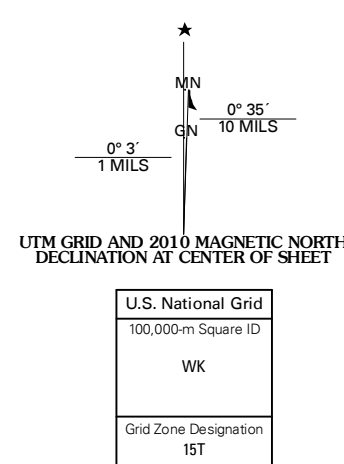 MN
0° 35´
10 MILS
GN
0° 3´
1 MILS
UTM GRID AND 2010 MAGNETIC NORTH
DECLINATION AT CENTER OF SHEET
U.S. National Grid
100,000-m Square ID
WK
Grid Zone Designation
15T